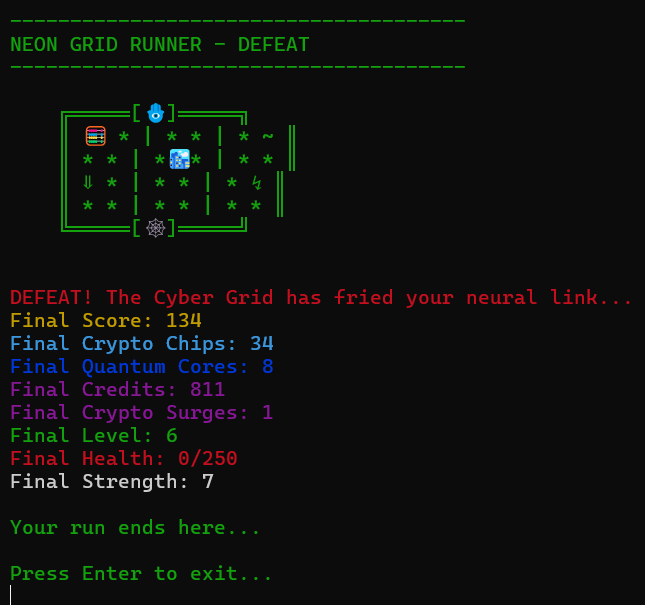 --------------------------------------
NEON GRID RUNNER - DEFEAT
--------------------------------------
╔═════[🪬]═════╗
║ 🧮 * | * * | * ~ ║
║ * * | *🏙️* | * * ║
║ ⇓ * | * * | * ↯ ║
║ * * | * * | * * ║
╚═════[🕸️]═════╝
DEFEAT! The Cyber Grid has fried your neural link...
Final Score: 134
Final Crypto Chips: 34
Final Quantum Cores: 8
Final Credits: 811
Final Crypto Surges: 1
Final Level: 6
Final Health: 0/250
Final Strength: 7
Your run ends here...
Press Enter to exit...